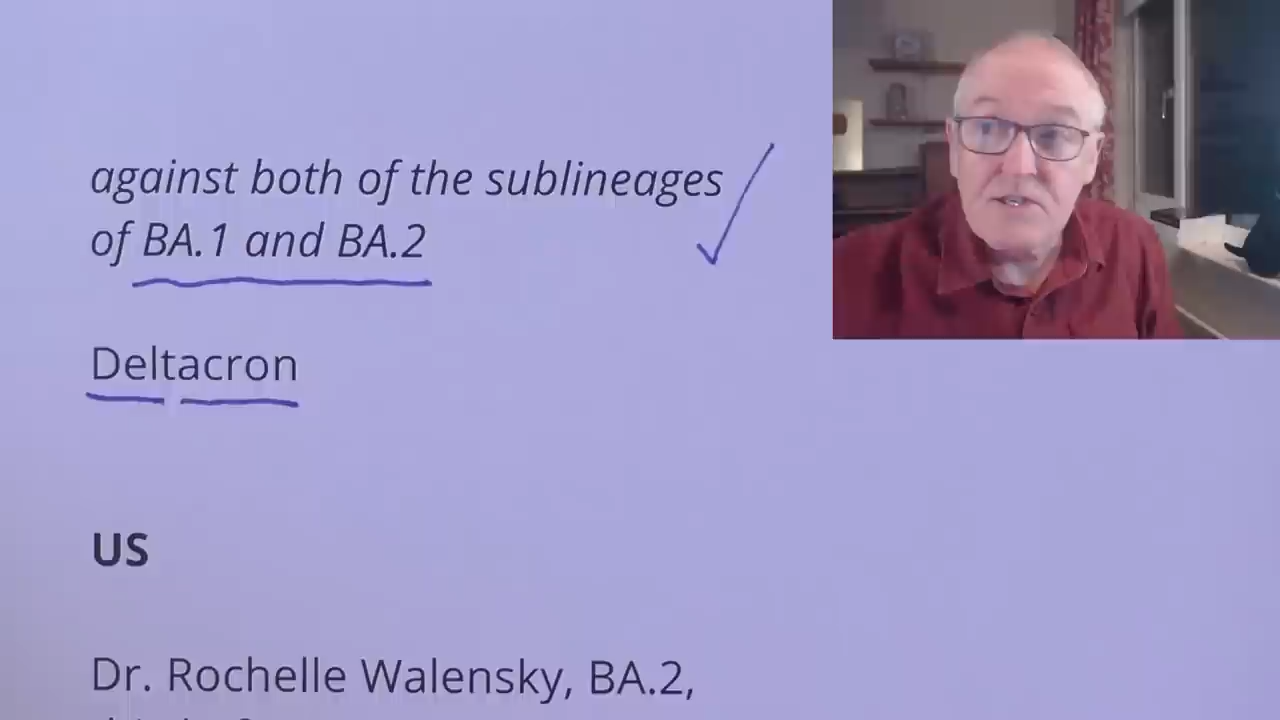 against both of the sublineages
of BA.1 and BA.2
Deltacron
US
Dr. Rochelle Walensky, BA.2,